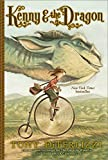 Kenny & the Dragon
New York Times
bestseller
TONY DiTERLIZZI